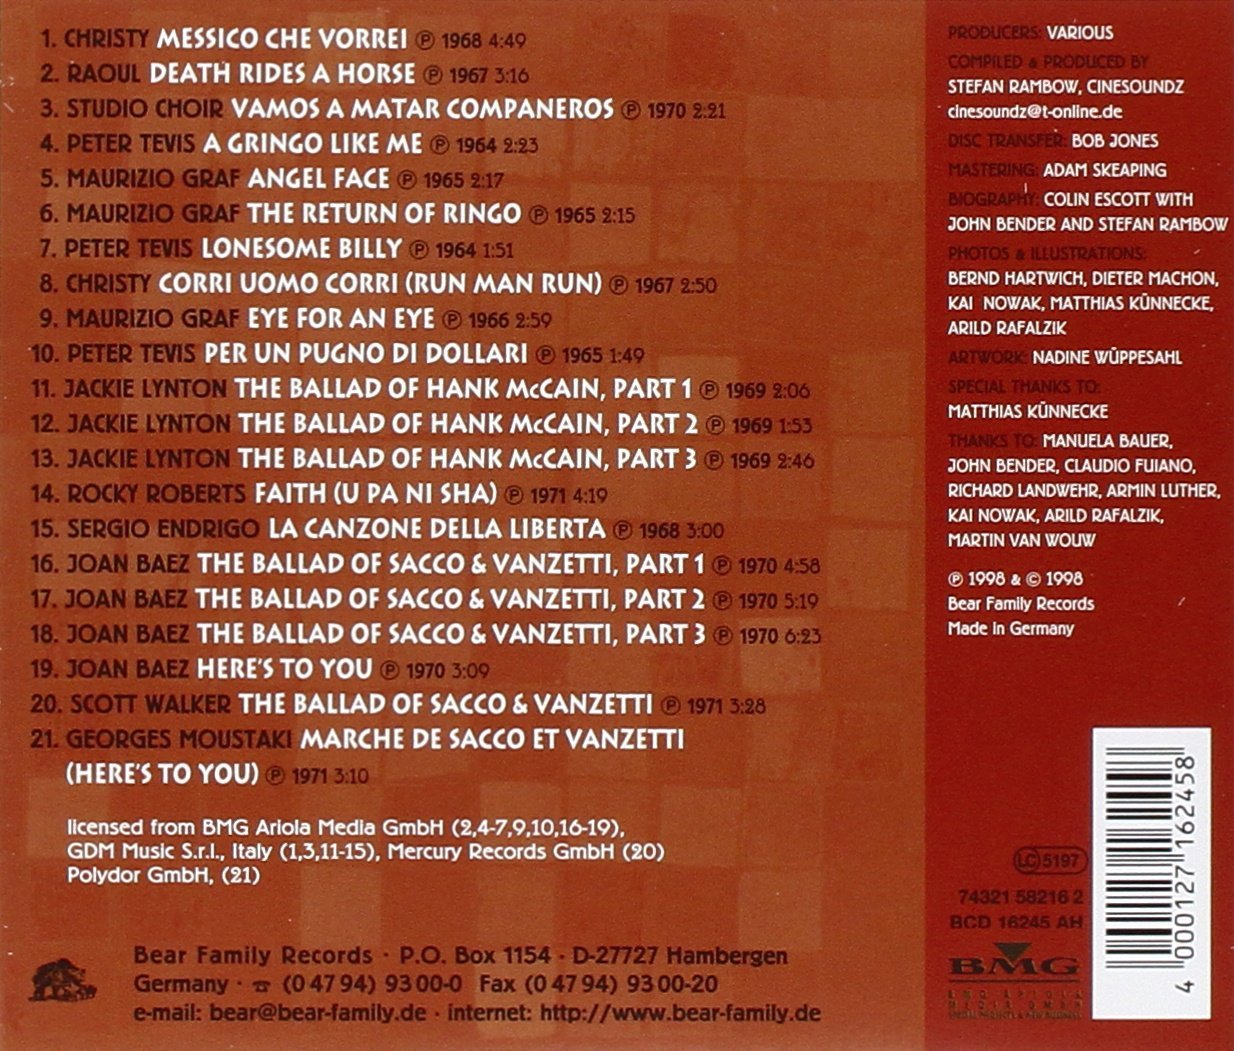 1. CHRISTY MESSICO CHE VORREI Ⓟ 1968 4:49
2. RAOUL DEATH RIDES A HORSE Ⓟ 1967 3:16
3. STUDIO CHOIR VAMOS A MATAR COMPANEROS Ⓟ 1970 2:21
4. PETER TEVIS A GRINGO LIKE ME Ⓟ 1964 2:23
5. MAURIZIO GRAF ANGEL FACE Ⓟ 1965 2:17
6. MAURIZIO GRAF THE RETURN OF RINGO Ⓟ 1965 2:15
7. PETER TEVIS LONESOME BILLY Ⓟ 1964 1:51
8. CHRISTY CORRI UOMO CORRI (RUN MAN RUN) Ⓟ 1967 2:50
9. MAURIZIO GRAF EYE FOR AN EYE Ⓟ 1966 2:59
10. PETER TEVIS PER UN PUGNO DI DOLLARI Ⓟ 1965 1:49
11. JACKIE LYNTON THE BALLAD OF HANK McCAIN, PART 1 Ⓟ 1969 2:06
12. JACKIE LYNTON THE BALLAD OF HANK McCAIN, PART 2 Ⓟ 1969 1:53
13. JACKIE LYNTON THE BALLAD OF HANK McCAIN, PART 3 Ⓟ 1969 2:46
14. ROCKY ROBERTS FAITH (U PA NI SHA) Ⓟ 1971 4:19
15. SERGIO ENDRIGO LA CANZONE DELLA LIBERTA Ⓟ 1968 3:00
16. JOAN BAEZ THE BALLAD OF SACCO & VANZETTI, PART 1 Ⓟ 1970 4:58
17. JOAN BAEZ THE BALLAD OF SACCO & VANZETTI, PART 2 Ⓟ 1970 5:19
18. JOAN BAEZ THE BALLAD OF SACCO & VANZETTI, PART 3 Ⓟ 1970 6:23
19. JOAN BAEZ HERE'S TO YOU Ⓟ 1970 3:09
20. SCOTT WALKER THE BALLAD OF SACCO & VANZETTI Ⓟ 1971 3:28
21. GEORGES MOUSTAKI MARCHE DE SACCO ET VANZETTI
(HERE'S TO YOU) Ⓟ 1971 3:10
licensed from BMG Ariola Media GmbH (2,4-7,9,10,16-19),
GDM Music S.r.l., Italy (1,3,11-15), Mercury Records GmbH (20)
Polydor GmbH, (21)
Bear Family Records · P.O. Box 1154 · D-27727 Hambergen
Germany · ☎ (0 47 94) 93 00-0 Fax (0 47 94) 93 00-20
e-mail: bear@bear-family.de · internet: http://www.bear-family.de
PRODUCERS: VARIOUS
COMPILED & PRODUCED BY
STEFAN RAMBOW, CINESOUNDZ
cinesoundz@t-online.de
DISC TRANSFER: BOB JONES
MASTERING: ADAM SKEAPING
BIOGRAPHY: COLIN ESCOTT WITH
JOHN BENDER AND STEFAN RAMBOW
PHOTOS & ILLUSTRATIONS:
BERND HARTWICH, DIETER MACHON,
KAI NOWAK, MATTHIAS KÜNNECKE,
ARILD RAFALZIK
ARTWORK: NADINE WÜPPESAHL
SPECIAL THANKS TO:
MATTHIAS KÜNNECKE
THANKS TO: MANUELA BAUER,
JOHN BENDER, CLAUDIO FUIANO,
RICHARD LANDWEHR, ARMIN LUTHER,
KAI NOWAK, ARILD RAFALZIK,
MARTIN VAN WOUW
Ⓟ 1998 & © 1998
Bear Family Records
Made in Germany
LC 5197
74321 58216 2
BCD 16245 AH
BMG
BMG ARIOLA
MEDIA GMBH
SPECIAL PROJECTS & NEW BUSINESS
4 000127 162458